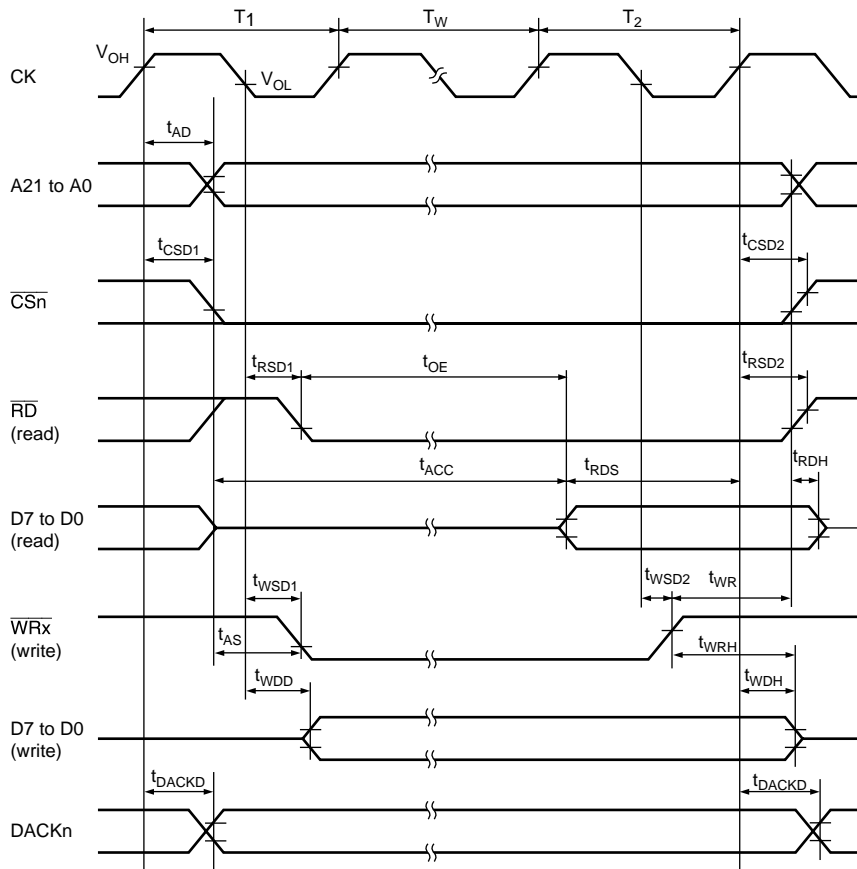 T1 TW T2
VOH
CK
VOL
tAD
A21 to A0
tCSD1 tCSD2
CSn
tRSD1 tOE tRSD2
RD
(read)
tACC tRDS tRDH
D7 to D0
(read)
tWSD1 tWSD2 tWR
WRx
(write)
tAS tWRH
tWDD tWDH
D7 to D0
(write)
tDACKD tDACKD
DACKn